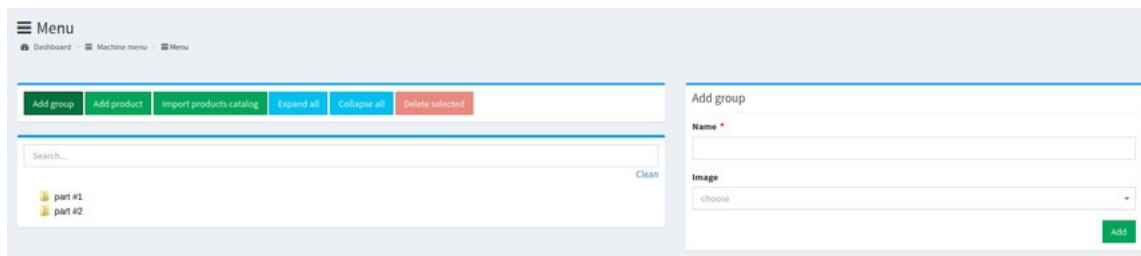 Menu
Dashboard Machine menu Menu
Add group Add product Import products catalog Expand all Collapse all Delete selected
Search...
Clean
part #1
part #2
Add group
Name *
Image
choose
Add